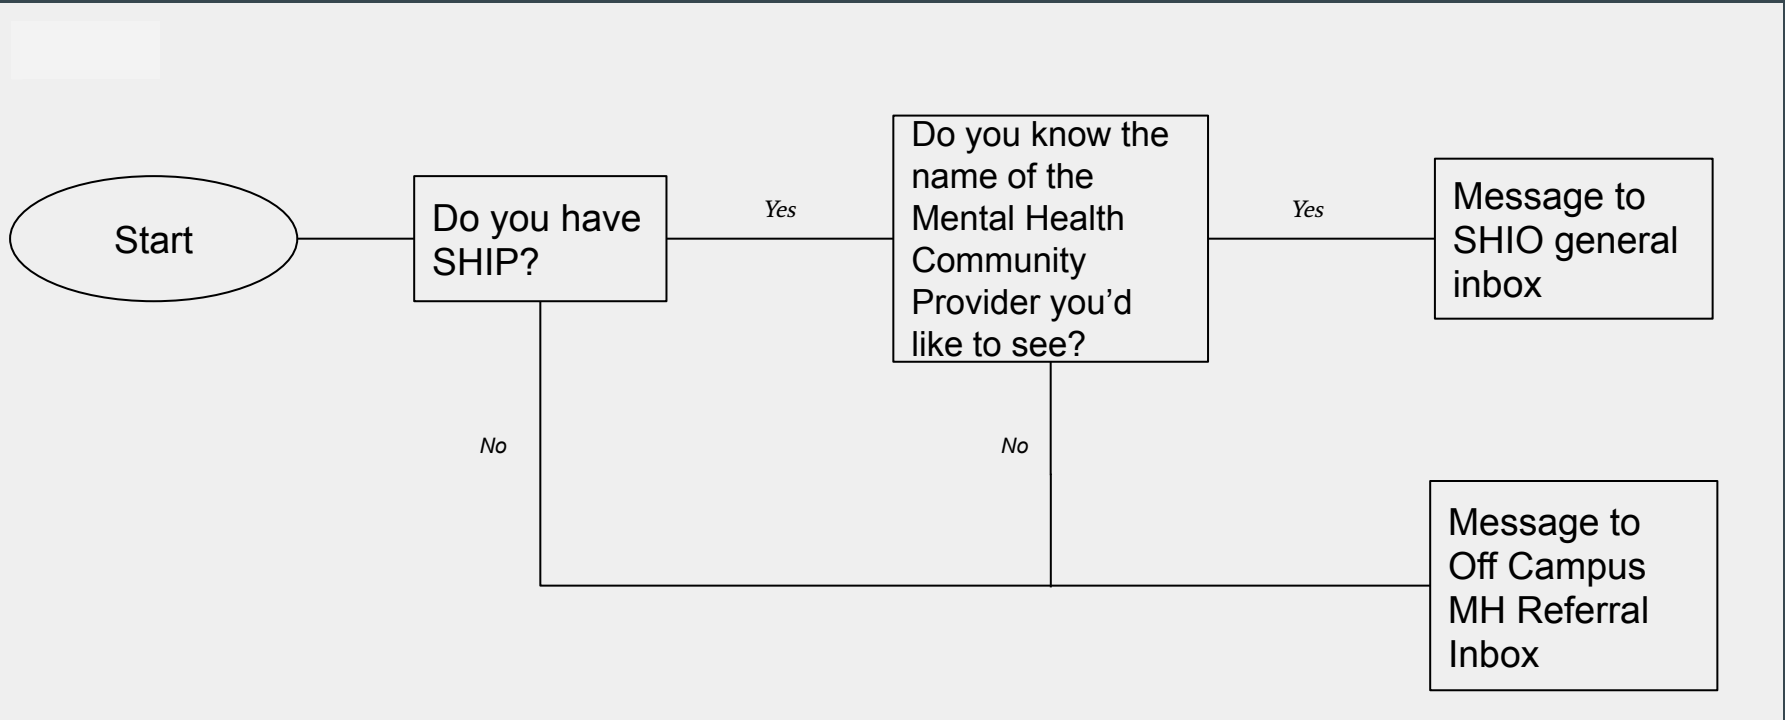 Start
Do you have
SHIP?
Yes
Do you know the
name of the
Mental Health
Community
Provider you’d
like to see?
Yes
Message to
SHIO general
inbox
No
No
Message to
Off Campus
MH Referral
Inbox